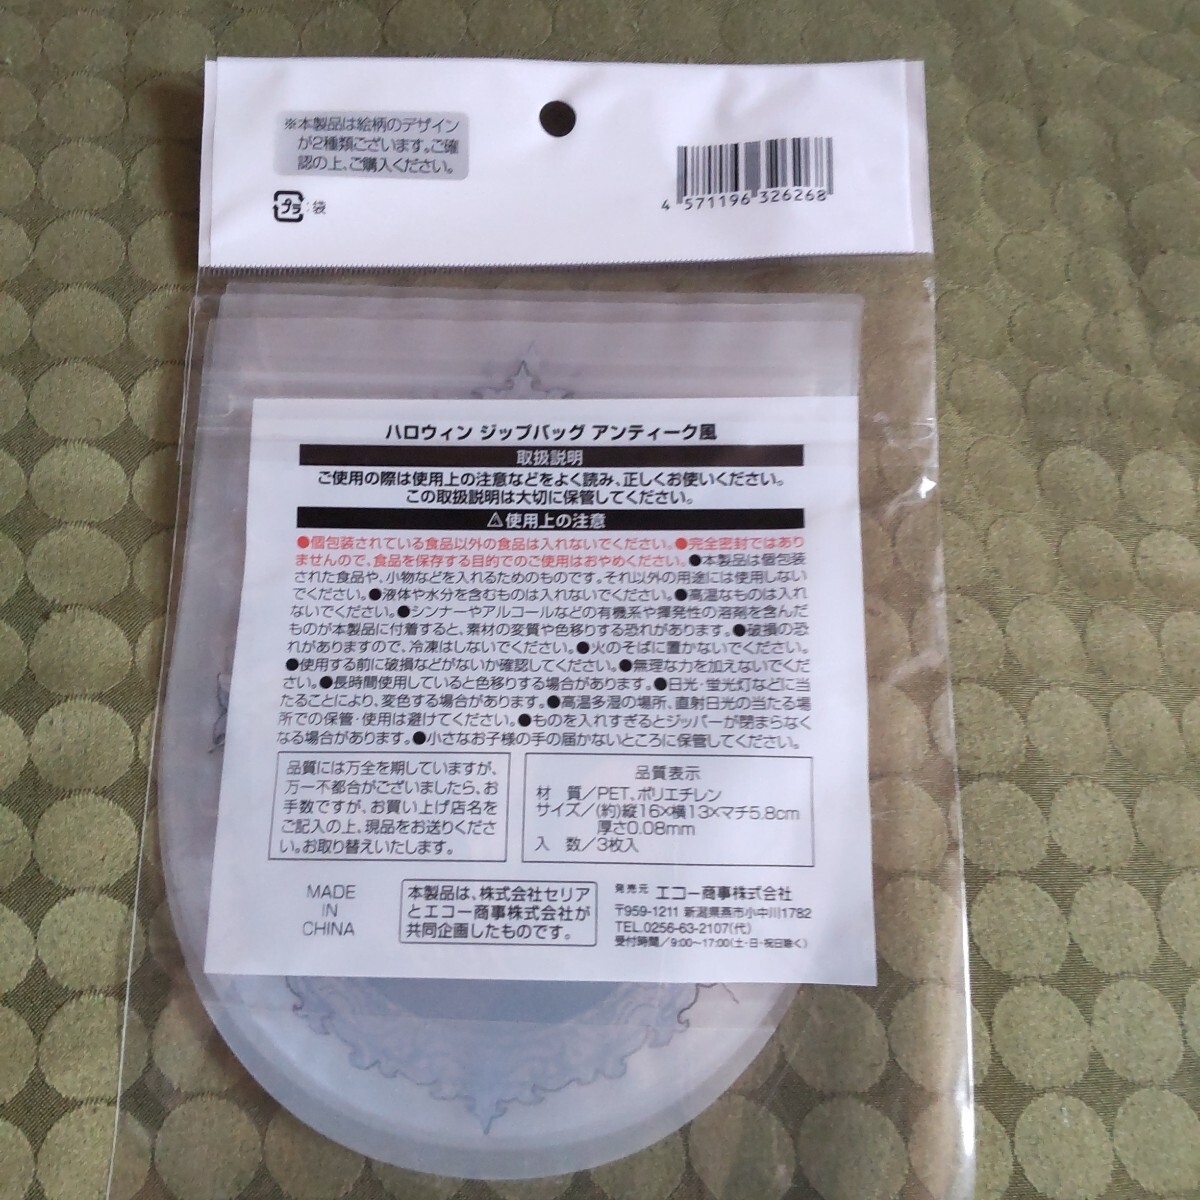 ※本製品は絵柄のデザイン
が2種類ございます。ご確
認の上、ご購入ください。
プラ:袋
4 571196 326268
ハロウィン ジップバッグ アンティーク風
取扱説明
ご使用の際は使用上の注意などをよく読み、正しくお使いください。
この取扱説明は大切に保管してください。
⚠使用上の注意
●個包装されている食品以外の食品は入れないでください。●完全密封ではあり
ませんので、食品を保存する目的でのご使用はおやめください。●本製品は個包装
された食品や、小物などを入れるためのものです。それ以外の用途には使用しない
でください。●液体や水分を含むものは入れないでください。●高温なものは入れ
ないでください。●シンナーやアルコールなどの有機系や揮発性の溶剤を含んだ
ものが本製品に付着すると、素材の変質や色移りする恐れがあります。●破損の恐
れがありますので、冷凍はしないでください。●火のそばに置かないでください。
●使用する前に破損などがないか確認してください。●無理な力を加えないでくだ
さい。●長時間使用していると色移りする場合があります。●日光・蛍光灯などに当
たることにより、変色する場合があります。●高温多湿の場所、直射日光の当たる場
所での保管・使用は避けてください。●ものを入れすぎるとジッパーが閉まらなく
なる場合があります。●小さなお子様の手の届かないところに保管してください。
品質には万全を期していますが、
万一不都合がございましたら、お
手数ですが、お買い上げ店名を
ご記入の上、現品をお送りくださ
い。お取り替えいたします。
品質表示
材 質／PET、ポリエチレン
サイズ／(約)縦16×横13×マチ5.8cm
厚さ0.08mm
入 数／3枚入
MADE
IN
CHINA
本製品は、株式会社セリア
とエコー商事株式会社が
共同企画したものです。
発売元 エコー商事株式会社
〒959-1211 新潟県燕市小中川1782
TEL.0256-63-2107(代)
受付時間／9:00〜17:00(土・日・祝日除く)